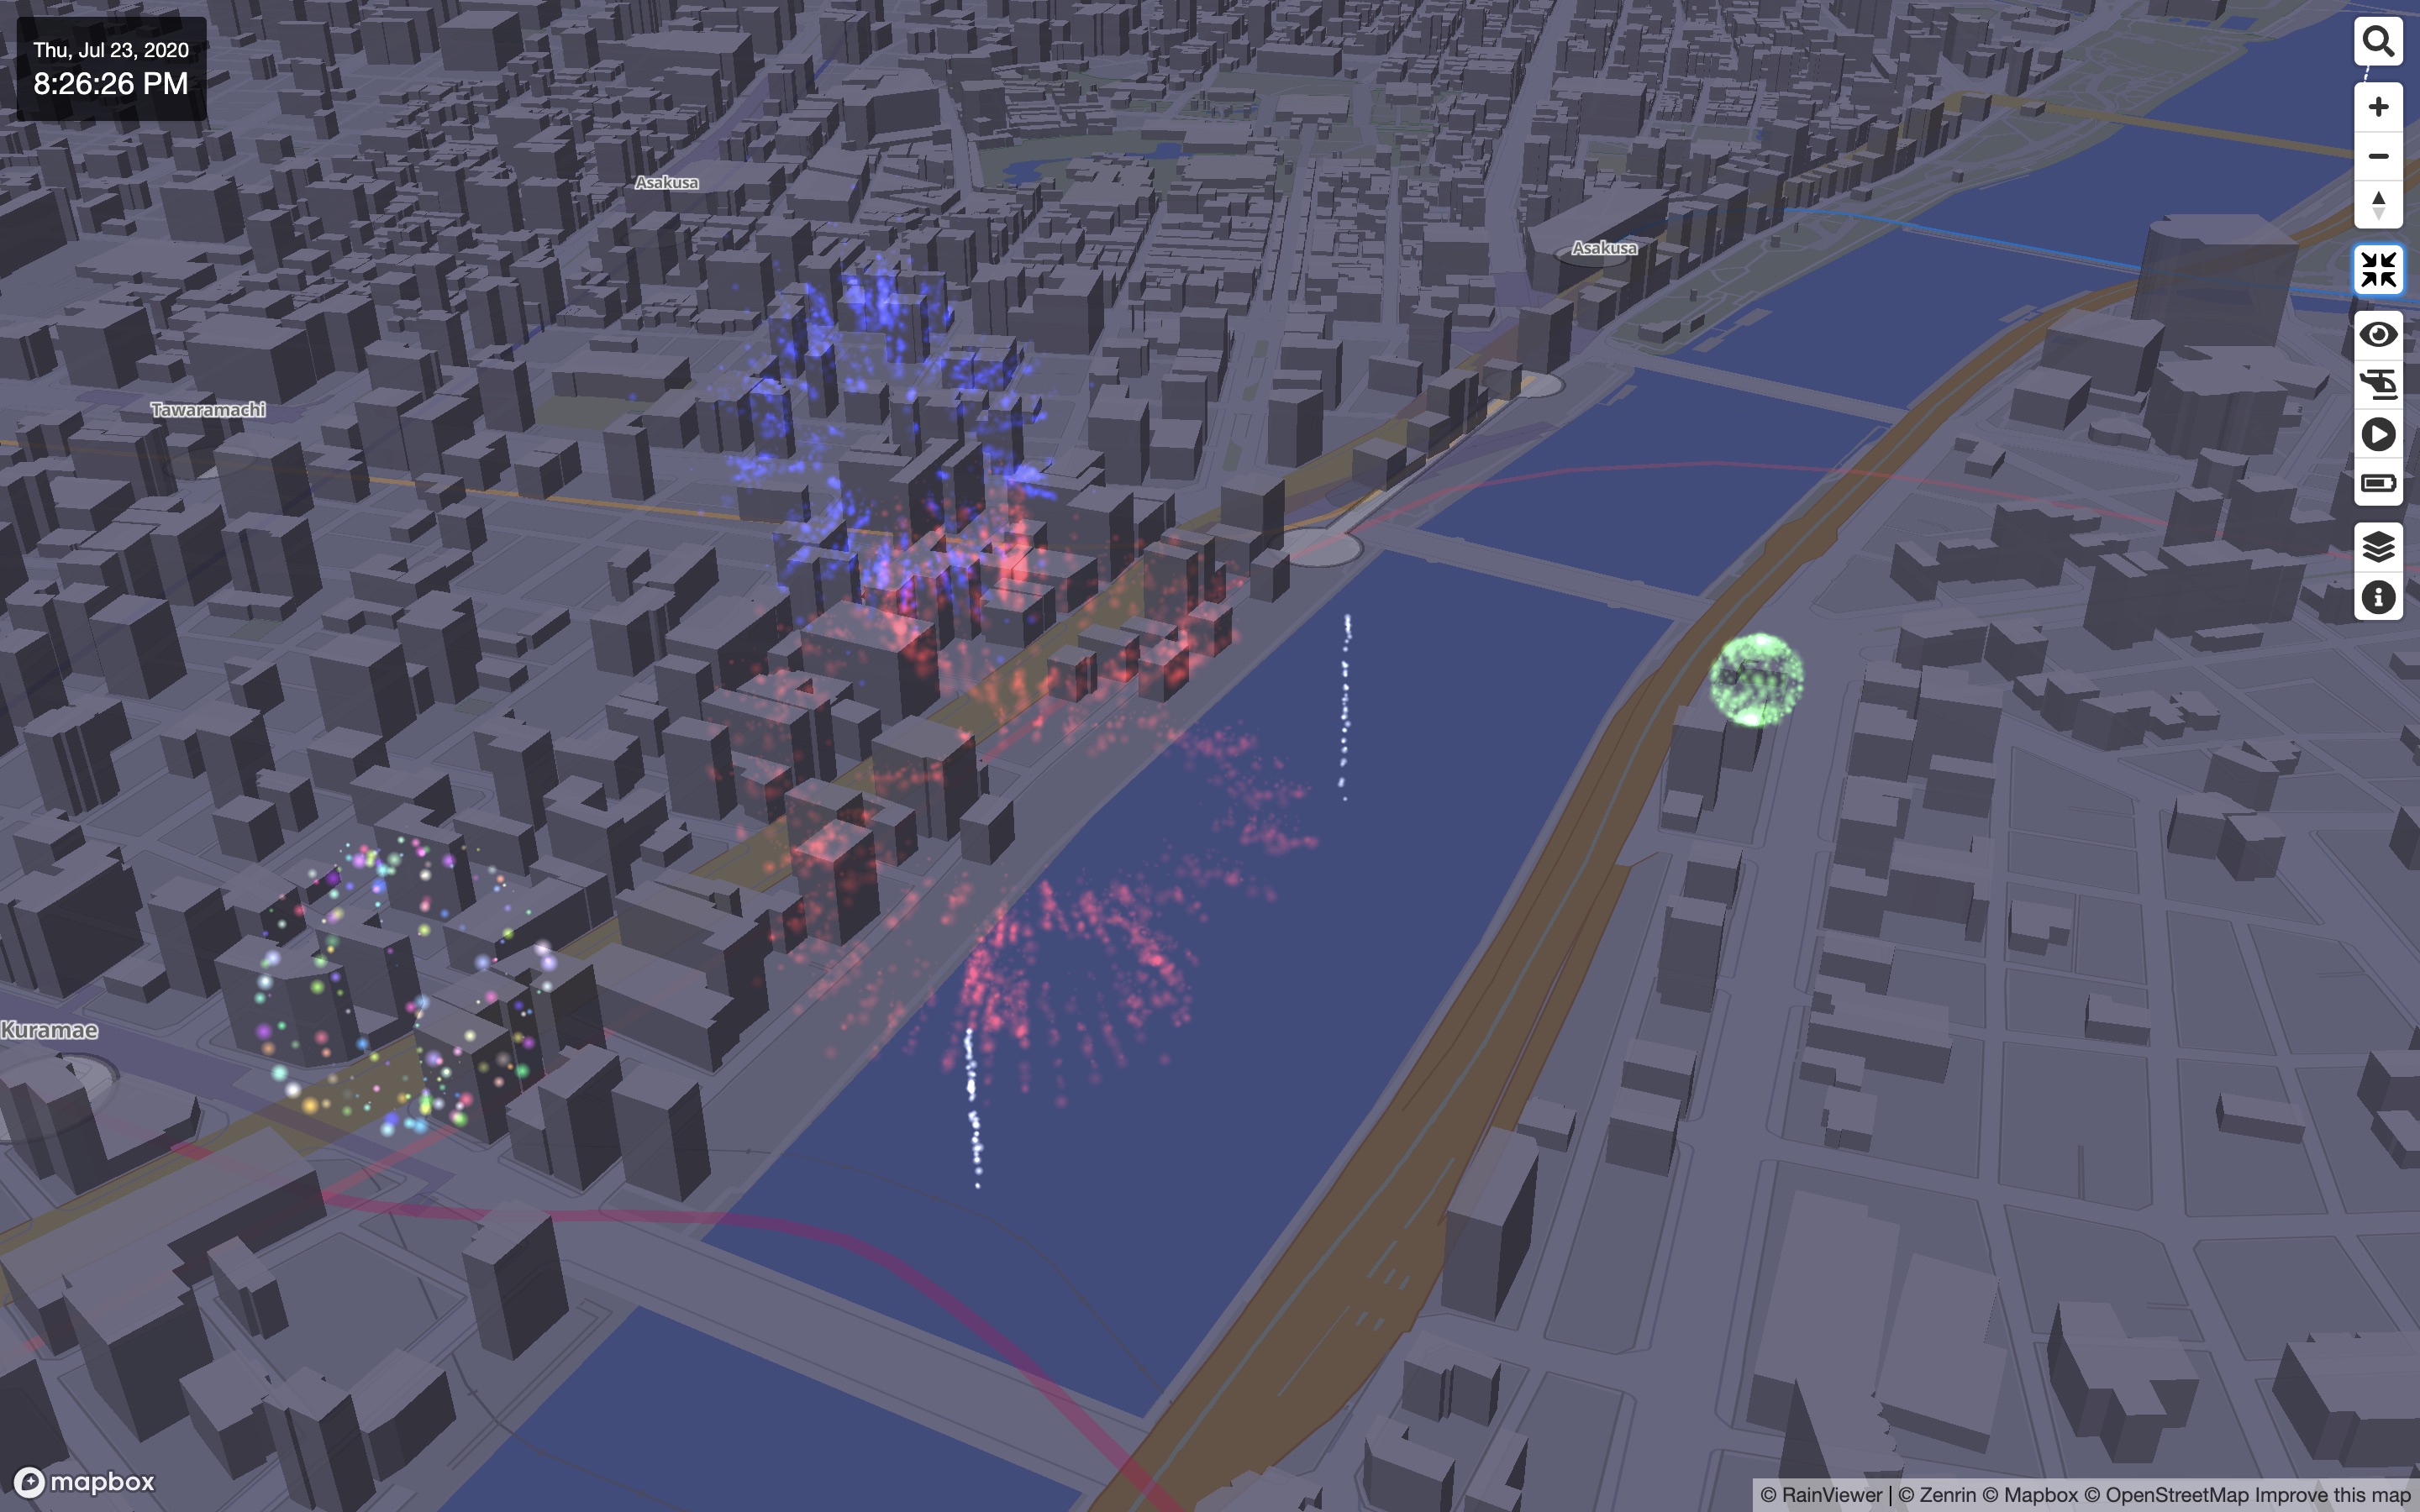 Thu, Jul 23, 2020
8:26:26 PM
Asakusa
Asakusa
Tawaramachi
Kuramae
mapbox
© RainViewer | © Zenrin © Mapbox © OpenStreetMap Improve this map